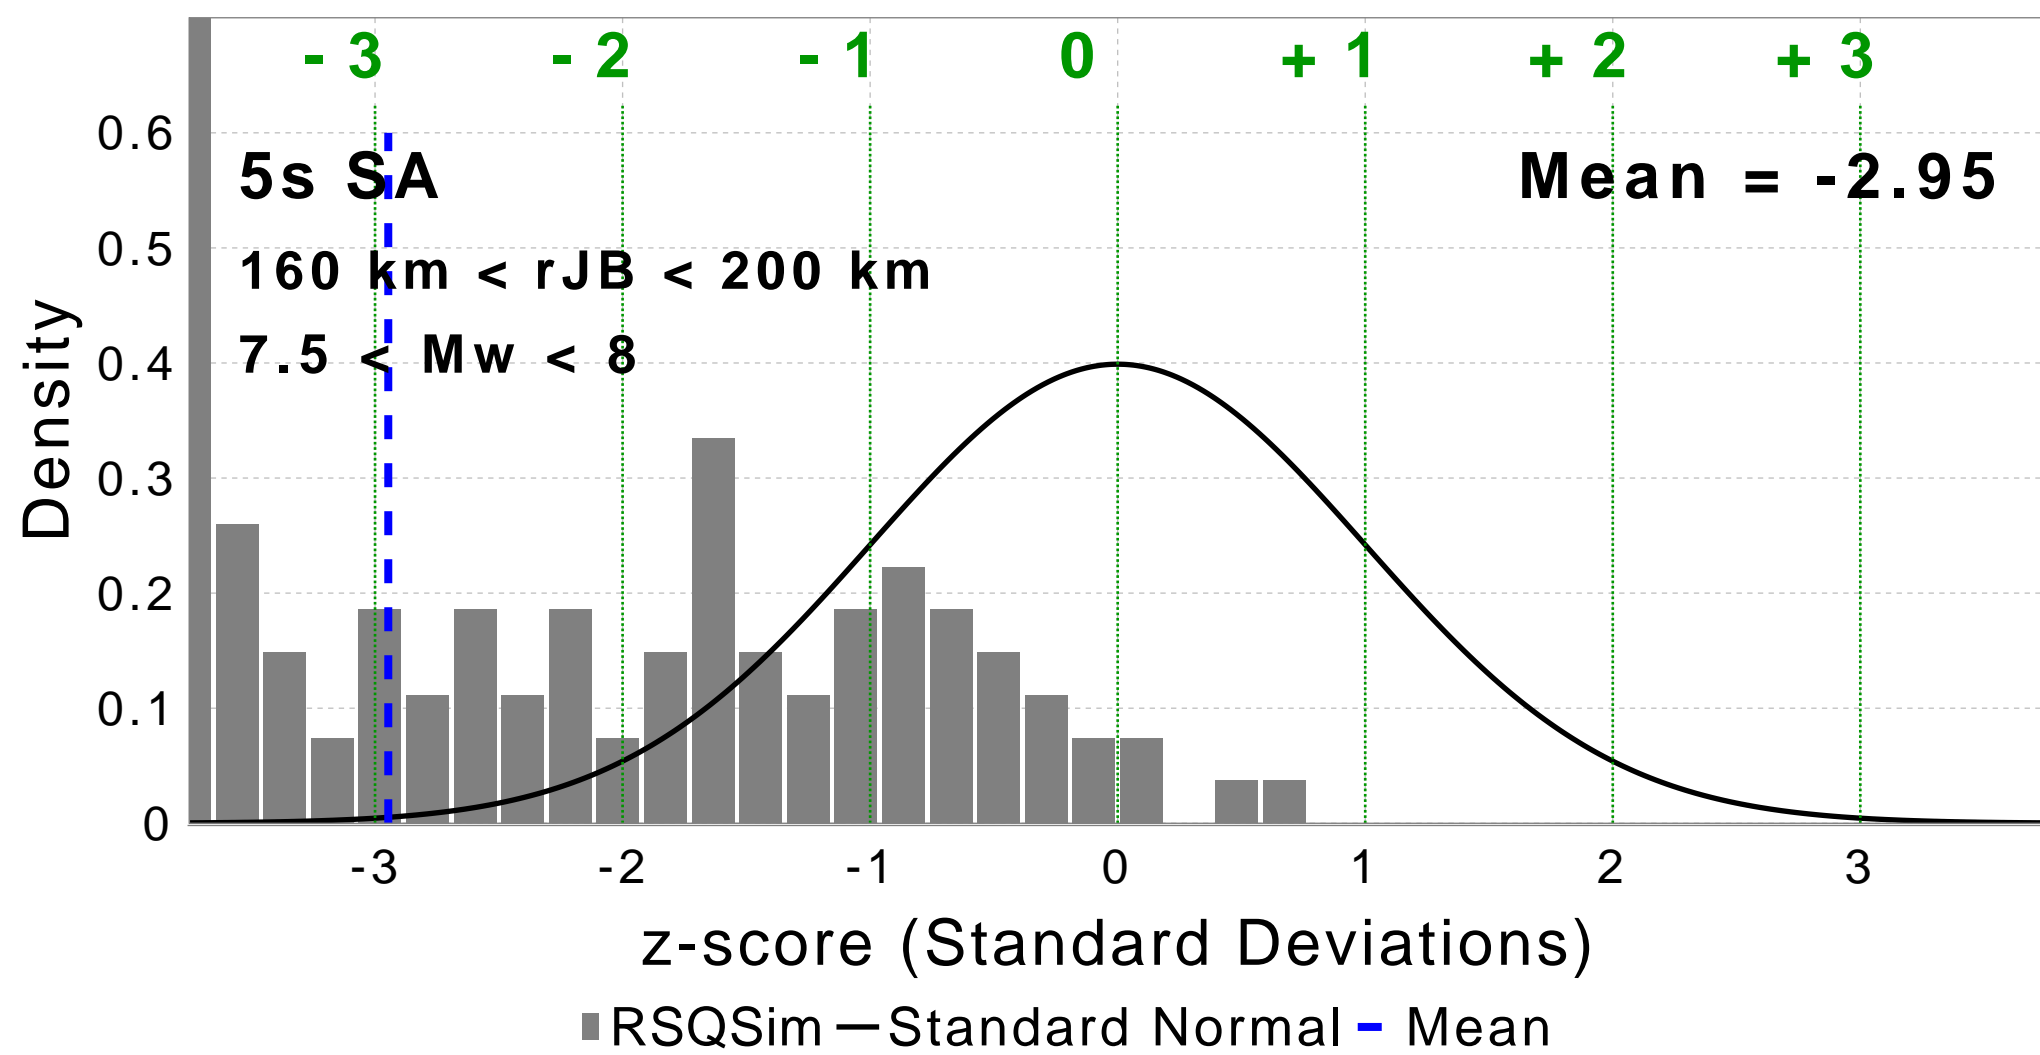 - 3 - 2 - 1 0 + 1 + 2 + 3
0.6
5s SA
Mean = -2.95
0.5
160 km < rJB < 200 km
7.5 < Mw < 8
0.4
0.3
0.2
0.1
0
Density
-3 -2 -1 0 1 2 3
z-score (Standard Deviations)
RSQSim Standard Normal Mean